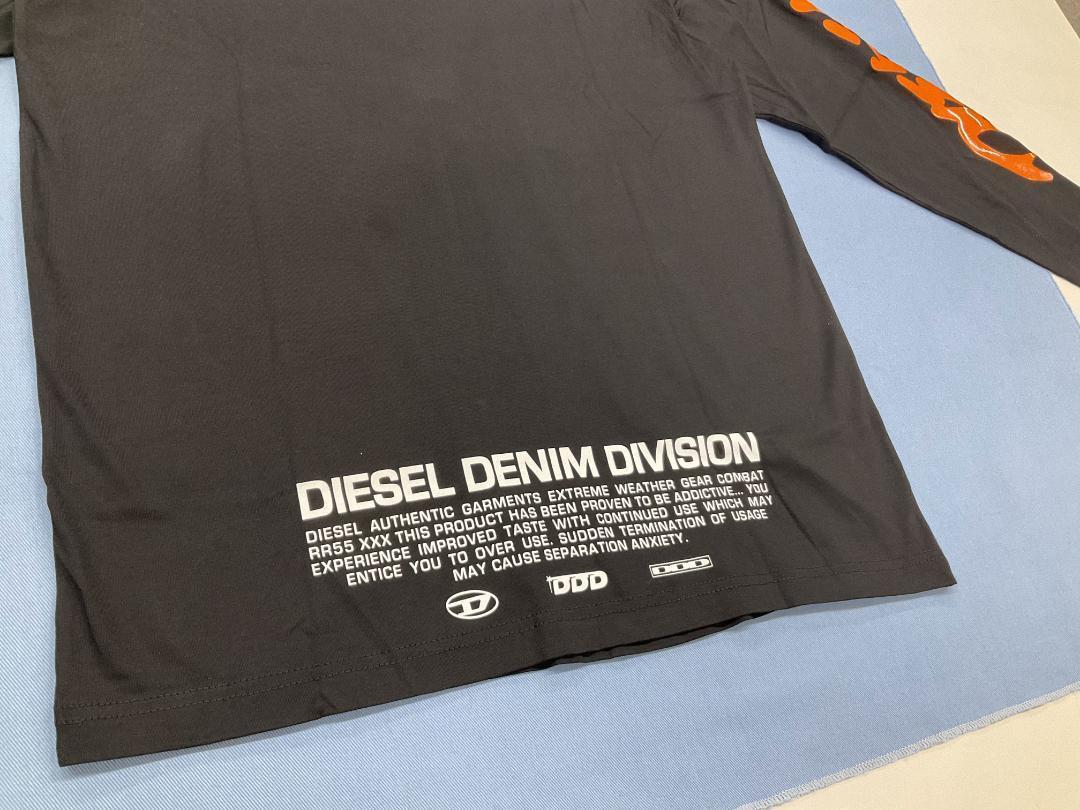 DIESEL DENIM DIVISION
DIESEL AUTHENTIC GARMENTS EXTREME WEATHER GEAR COMBAT
RR55 XXX THIS PRODUCT HAS BEEN PROVEN TO BE ADDICTIVE... YOU
EXPERIENCE IMPROVED TASTE WITH CONTINUED USE WHICH MAY
ENTICE YOU TO OVER USE. SUDDEN TERMINATION OF USAGE
MAY CAUSE SEPARATION ANXIETY.
D DDD DDD